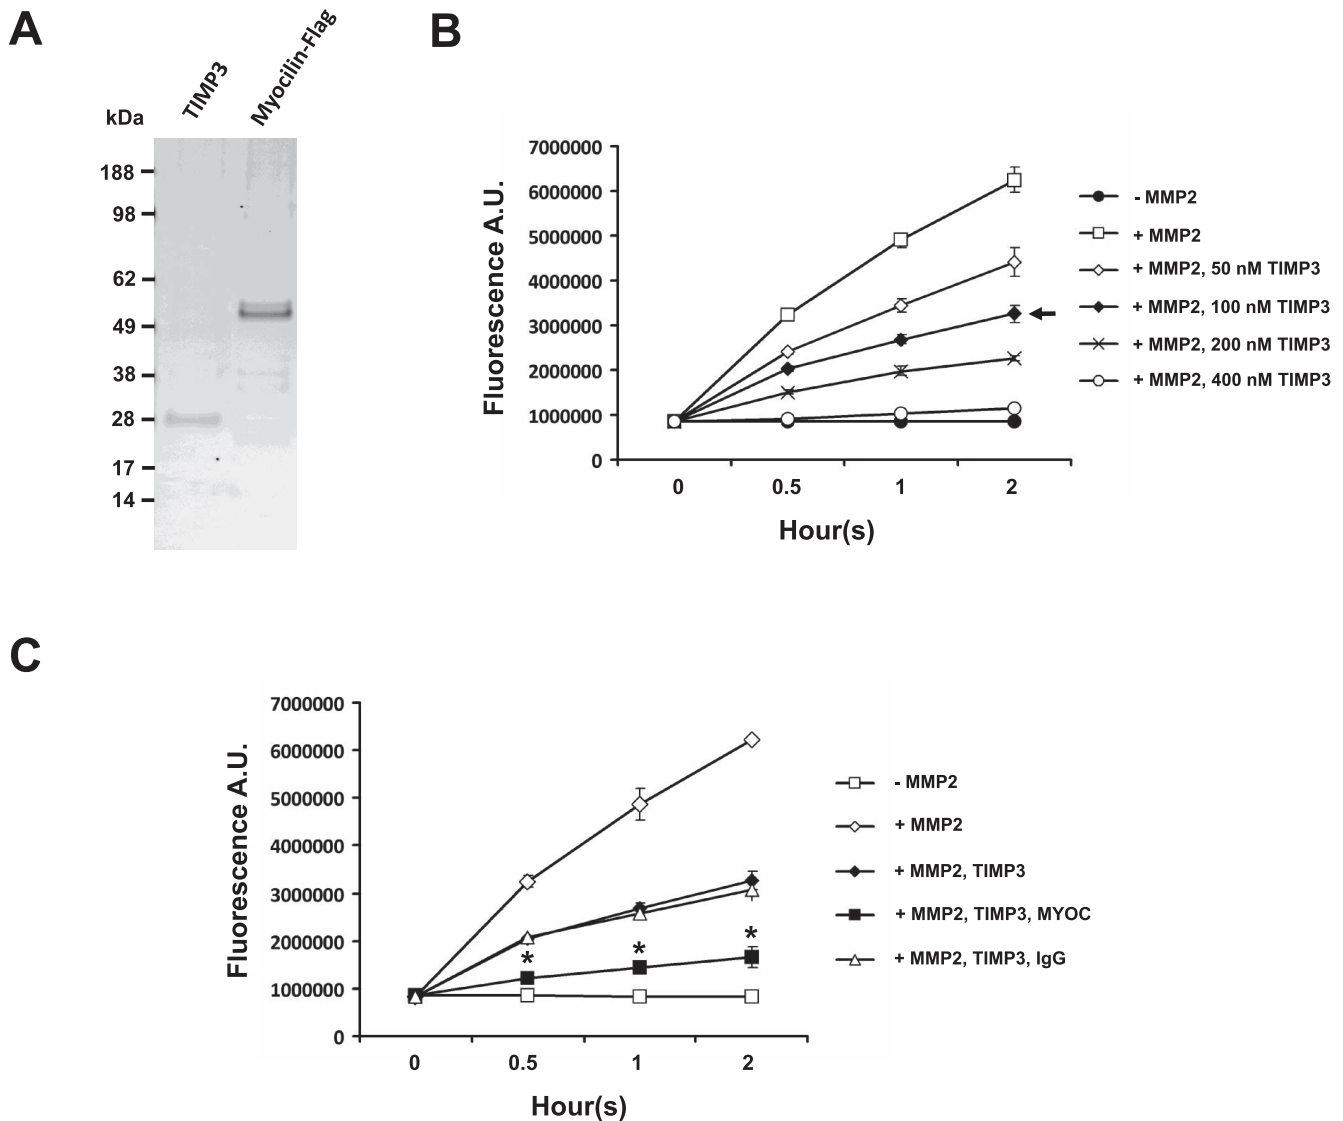 A
TIMP3
Myocilin-Flag
kDa
188
98
62
49
38
28
17
14
B
7000000
6000000
5000000
4000000
3000000
2000000
1000000
0
Fluorescence A.U.
0 0.5 1 2
Hour(s)
- MMP2
+ MMP2
+ MMP2, 50 nM TIMP3
+ MMP2, 100 nM TIMP3
+ MMP2, 200 nM TIMP3
+ MMP2, 400 nM TIMP3
C
7000000
6000000
5000000
4000000
3000000
2000000
1000000
0
Fluorescence A.U.
* * *
0 0.5 1 2
Hour(s)
- MMP2
+ MMP2
+ MMP2, TIMP3
+ MMP2, TIMP3, MYOC
+ MMP2, TIMP3, IgG